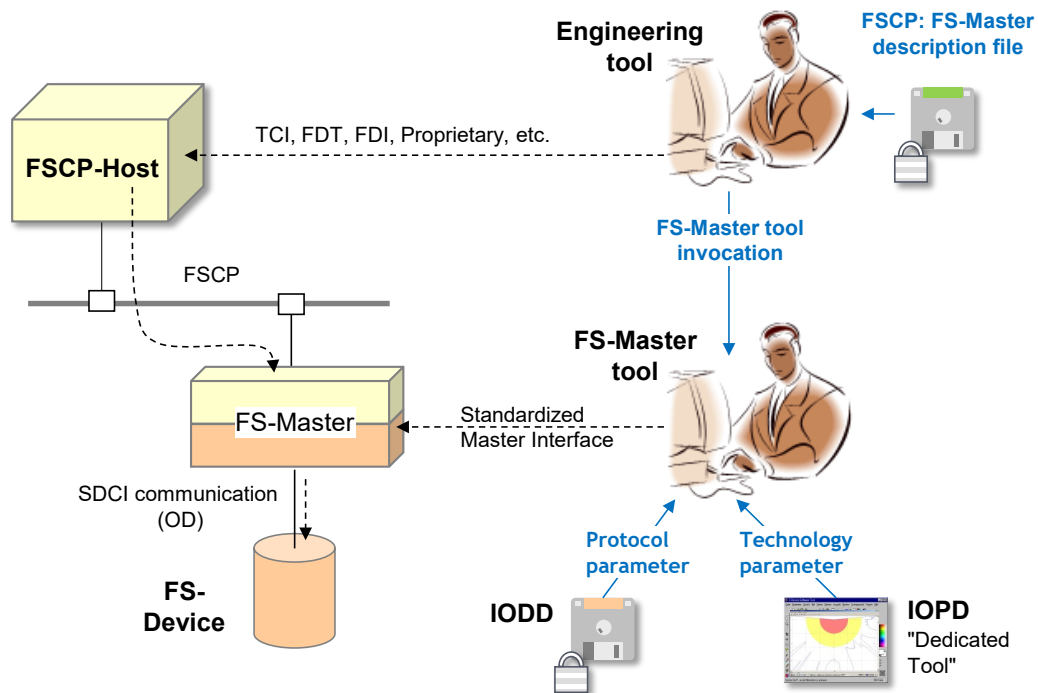 Engineering
tool
FSCP: FS-Master
description file
TCI, FDT, FDI, Proprietary, etc.
FSCP-Host
FS-Master tool
invocation
FSCP
FS-Master
tool
FS-Master
Standardized
Master Interface
SDCI communication
(OD)
Protocol
parameter
Technology
parameter
FS-
Device
IODD
IOPD
"Dedicated
Tool"